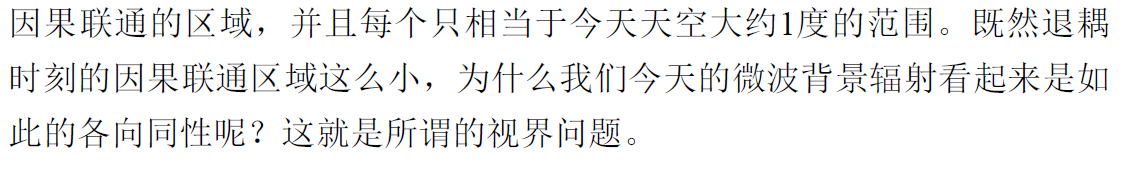 因果联通的区域，并且每个只相当于今天天空大约1度的范围。既然退耦
时刻的因果联通区域这么小，为什么我们今天的微波背景辐射看起来是如
此的各向同性呢？这就是所谓的视界问题。